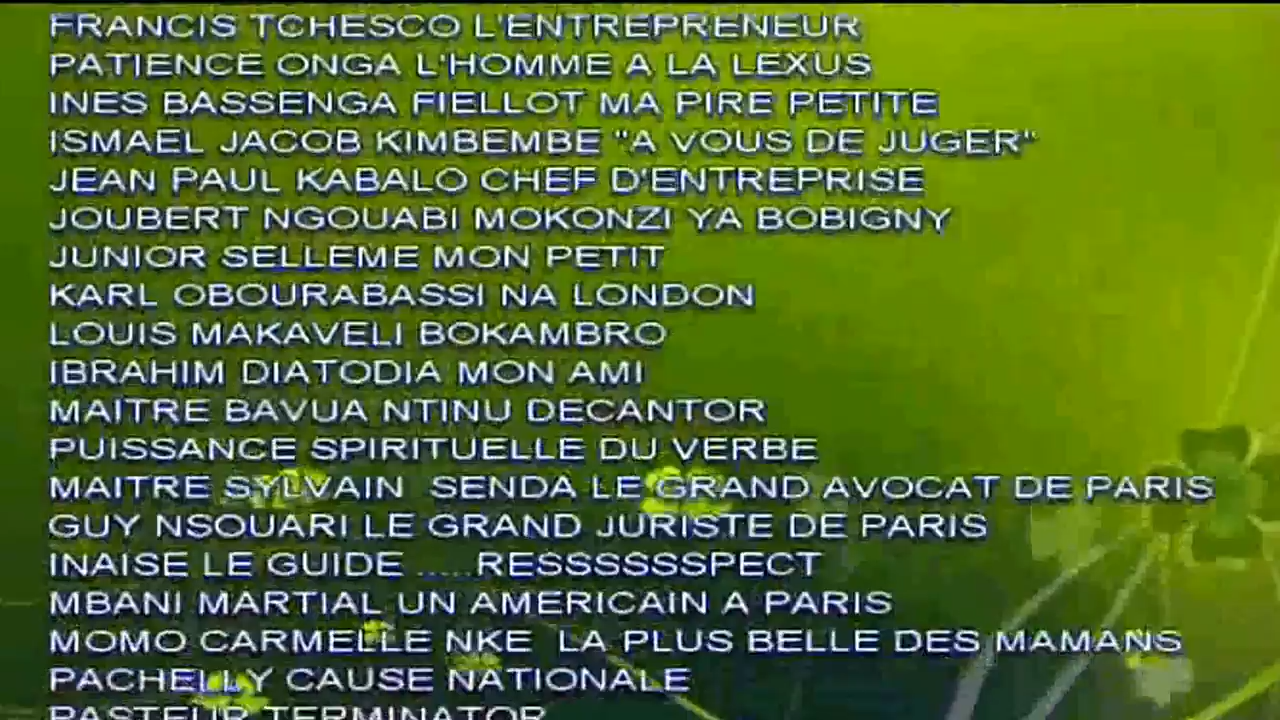 FRANCIS TCHESCO L'ENTREPRENEUR
PATIENCE ONGA L'HOMME A LA LEXUS
INES BASSENGA FIELLOT MA PIRE PETITE
ISMAEL JACOB KIMBEMBE "A VOUS DE JUGER"
JEAN PAUL KABALO CHEF D'ENTREPRISE
JOUBERT NGOUABI MOKONZI YA BOBIGNY
JUNIOR SELLEME MON PETIT
KARL OBOURABASSI NA LONDON
LOUIS MAKAVELI BOKAMBRO
IBRAHIM DIATODIA MON AMI
MAITRE BAVUA NTINU DECANTOR
PUISSANCE SPIRITUELLE DU VERBE
MAITRE SYLVAIN  SENDA LE GRAND AVOCAT DE PARIS
GUY NSOUARI LE GRAND JURISTE DE PARIS
INAISE LE GUIDE .....RESSSSSSPECT
MBANI MARTIAL UN AMERICAIN A PARIS
MOMO CARMELLE NKE  LA PLUS BELLE DES MAMANS
PACHELLY CAUSE NATIONALE
PASTEUR TERMINATOR